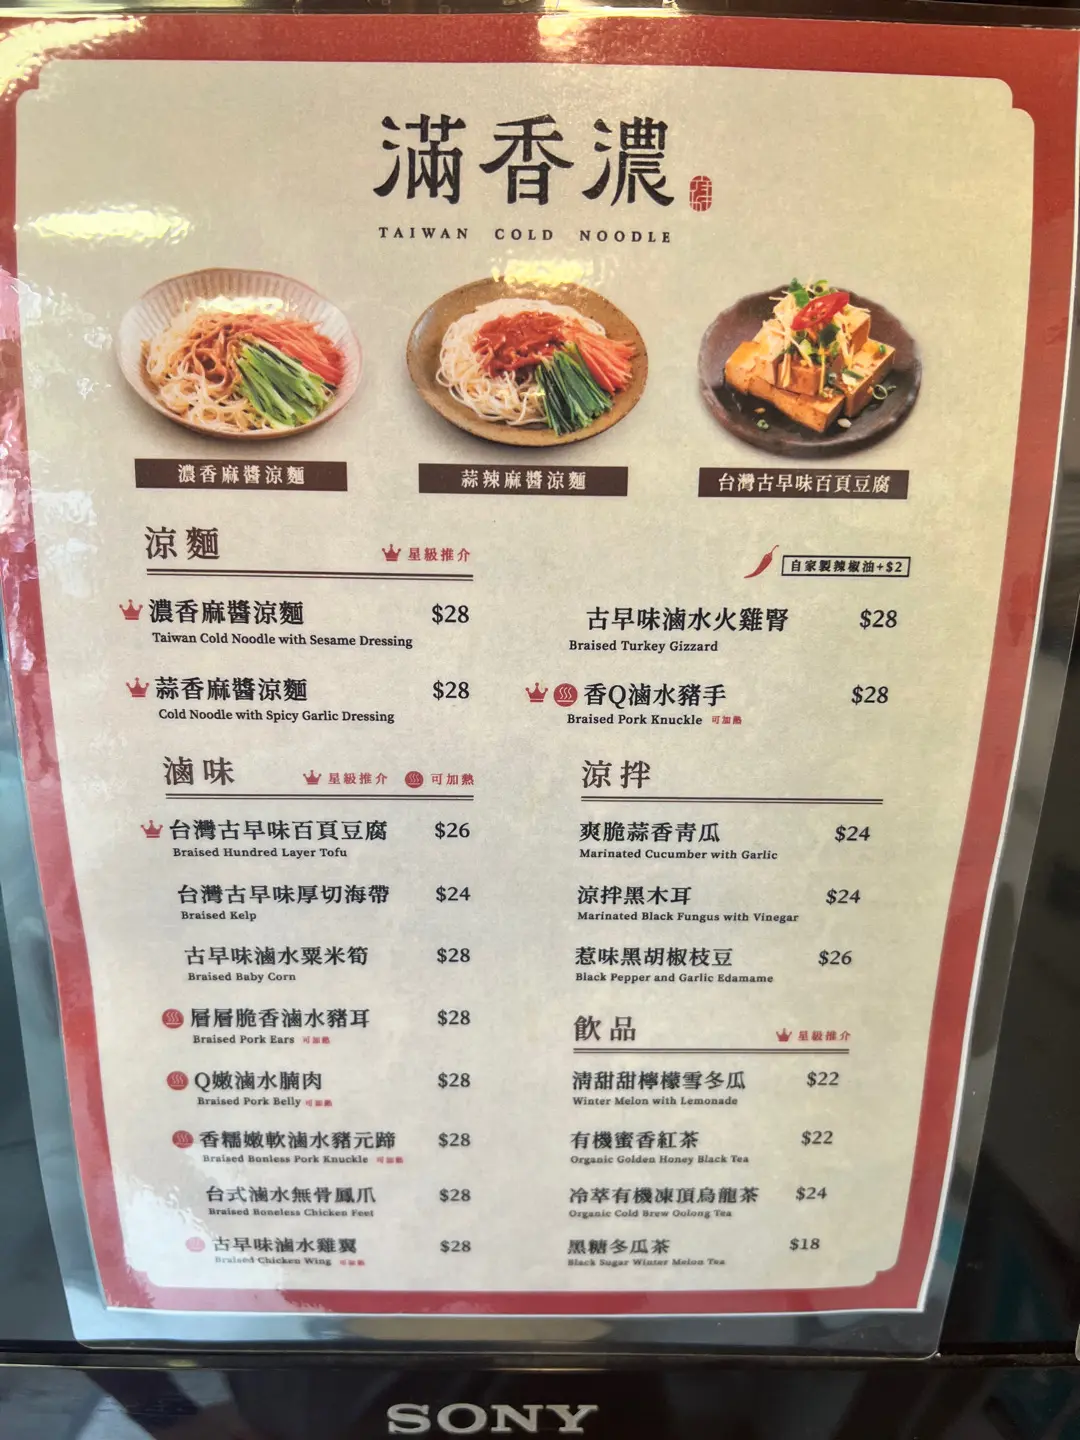 滿香濃
TAIWAN COLD NOODLE
濃香麻醬涼麵
蒜辣麻醬涼麵
台灣古早味百頁豆腐
涼麵
星級推介
濃香麻醬涼麵 $28
Taiwan Cold Noodle with Sesame Dressing
蒜香麻醬涼麵 $28
Cold Noodle with Spicy Garlic Dressing
滷味
星級推介 可加熱
台灣古早味百頁豆腐 $26
Braised Hundred Layer Tofu
台灣古早味厚切海帶 $24
Braised Kelp
古早味滷水粟米筍 $28
Braised Baby Corn
層層脆香滷水豬耳 $28
Braised Pork Ears 可加熱
Q嫩滷水腩肉 $28
Braised Pork Belly 可加熱
香糯嫩軟滷水豬元蹄 $28
Braised Bonless Pork Knuckle 可加熱
台式滷水無骨鳳爪 $28
Braised Boneless Chicken Feet
古早味滷水雞翼 $28
Braised Chicken Wing 可加熱
自家製辣椒油+$2
古早味滷水火雞腎 $28
Braised Turkey Gizzard
香Q滷水豬手 $28
Braised Pork Knuckle 可加熱
涼拌
爽脆蒜香青瓜 $24
Marinated Cucumber with Garlic
涼拌黑木耳 $24
Marinated Black Fungus with Vinegar
惹味黑胡椒枝豆 $26
Black Pepper and Garlic Edamame
飲品
星級推介
清甜甜檸檬雪冬瓜 $22
Winter Melon with Lemonade
有機蜜香紅茶 $22
Organic Golden Honey Black Tea
冷萃有機凍頂烏龍茶 $24
Organic Cold Brew Oulong Tea
黑糖冬瓜茶 $18
Black Sugar Winter Melon Tea
SONY